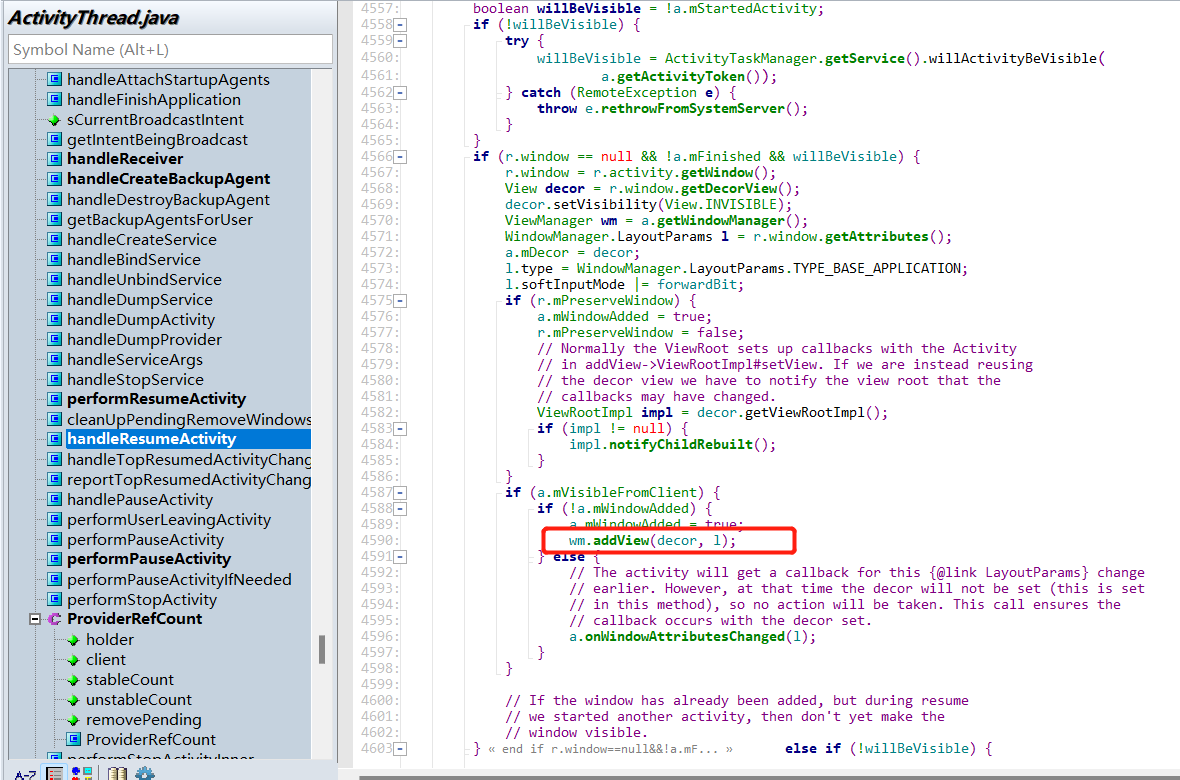 ActivityThread.java
Symbol Name (Alt+L)
handleAttachStartupAgents
handleFinishApplication
sCurrentBroadcastIntent
getIntentBeingBroadcast
handleReceiver
handleCreateBackupAgent
handleDestroyBackupAgent
getBackupAgentsForUser
handleCreateService
handleBindService
handleUnbindService
handleDumpService
handleDumpActivity
handleDumpProvider
handleServiceArgs
handleStopService
performResumeActivity
cleanUpPendingRemoveWindows
handleResumeActivity
handleTopResumedActivityChang
reportTopResumedActivityChang
handlePauseActivity
performUserLeavingActivity
performPauseActivity
performPauseActivity
performPauseActivityIfNeeded
performStopActivity
ProviderRefCount
holder
client
stableCount
unstableCount
removePending
ProviderRefCount
performStopActivityInner
A-Z
4557: boolean willBeVisible = !a.mStartedActivity;
4558: if (!willBeVisible) {
4559: try {
4560: willBeVisible = ActivityTaskManager.getService().willActivityBeVisible(
4561: a.getActivityToken());
4562: } catch (RemoteException e) {
4563: throw e.rethrowFromSystemServer();
4564: }
4565: }
4566: if (r.window == null && !a.mFinished && willBeVisible) {
4567: r.window = r.activity.getWindow();
4568: View decor = r.window.getDecorView();
4569: decor.setVisibility(View.INVISIBLE);
4570: ViewManager wm = a.getWindowManager();
4571: WindowManager.LayoutParams l = r.window.getAttributes();
4572: a.mDecor = decor;
4573: l.type = WindowManager.LayoutParams.TYPE_BASE_APPLICATION;
4574: l.softInputMode |= forwardBit;
4575: if (r.mPreserveWindow) {
4576: a.mWindowAdded = true;
4577: r.mPreserveWindow = false;
4578: // Normally the ViewRoot sets up callbacks with the Activity
4579: // in addView->ViewRootImpl#setView. If we are instead reusing
4580: // the decor view we have to notify the view root that the
4581: // callbacks may have changed.
4582: ViewRootImpl impl = decor.getViewRootImpl();
4583: if (impl != null) {
4584: impl.notifyChildRebuilt();
4585: }
4586: }
4587: if (a.mVisibleFromClient) {
4588: if (!a.mWindowAdded) {
4589: a.mWindowAdded = true;
4590: wm.addView(decor, l);
4591: } else {
4592: // The activity will get a callback for this {@link LayoutParams} change
4593: // earlier. However, at that time the decor will not be set (this is set
4594: // in this method), so no action will be taken. This call ensures the
4595: // callback occurs with the decor set.
4596: a.onWindowAttributesChanged(l);
4597: }
4598: }
4599:
4600: // If the window has already been added, but during resume
4601: // we started another activity, then don't yet make the
4602: // window visible.
4603: } « end if r.window==null&&!a.mF... » else if (!willBeVisible) {